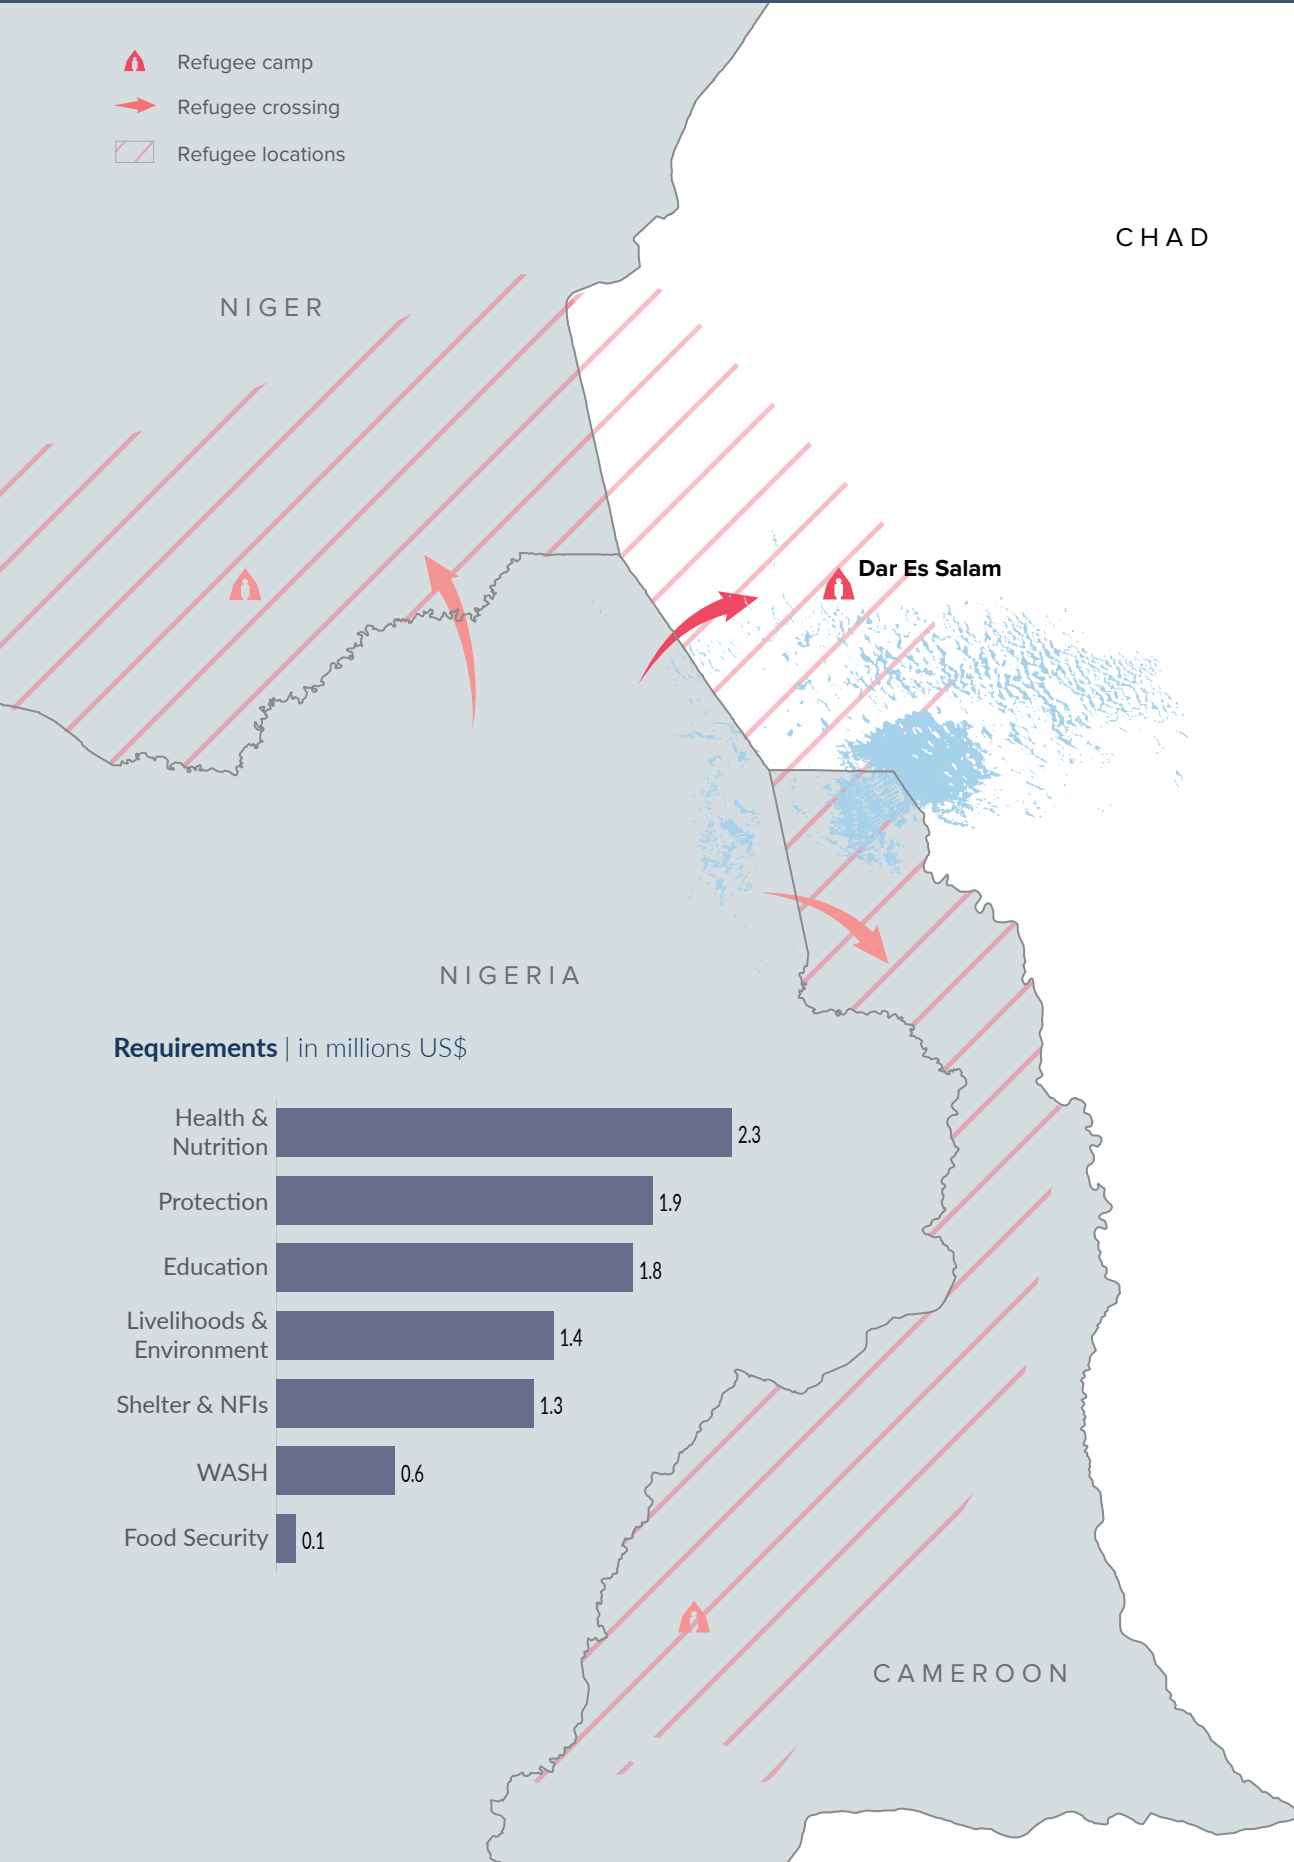 Refugee camp
Refugee crossing
Refugee locations
CHAD
NIGER
Dar Es Salam
NIGERIA
Requirements | in millions US$
Health &
Nutrition
2.3
Protection
1.9
Education
1.8
Livelihoods &
Environment
1.4
Shelter & NFIs
1.3
WASH
0.6
Food Security
0.1
CAMEROON